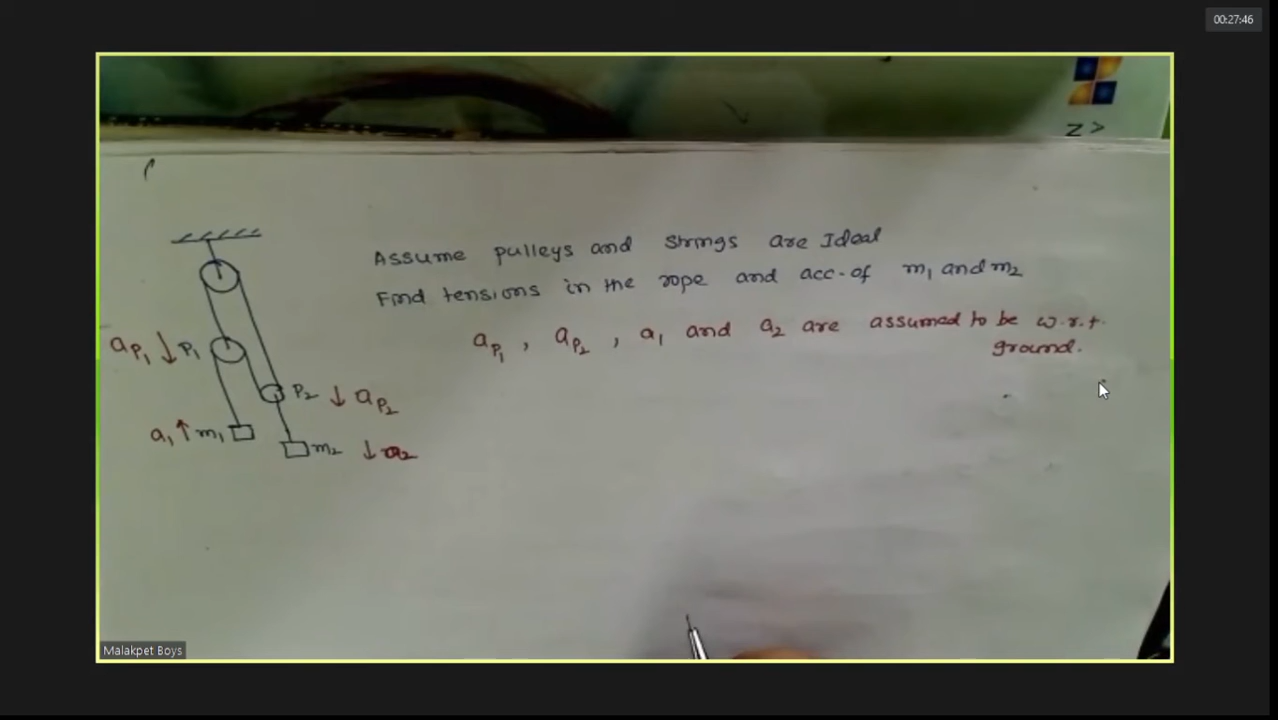 00:27:46
Z >
Assume pulleys and strings are Ideal
Find tensions in the rope and acc. of m₁ and m₂
aₚ₁ , aₚ₂ , a₁ and a₂ are assumed to be w.r.t.
ground.
aₚ₁ ↓ P₁
P₂ ↓ aₚ₂
a₁ ↑ m₁
m₂ ↓ a₂
Malakpet Boys